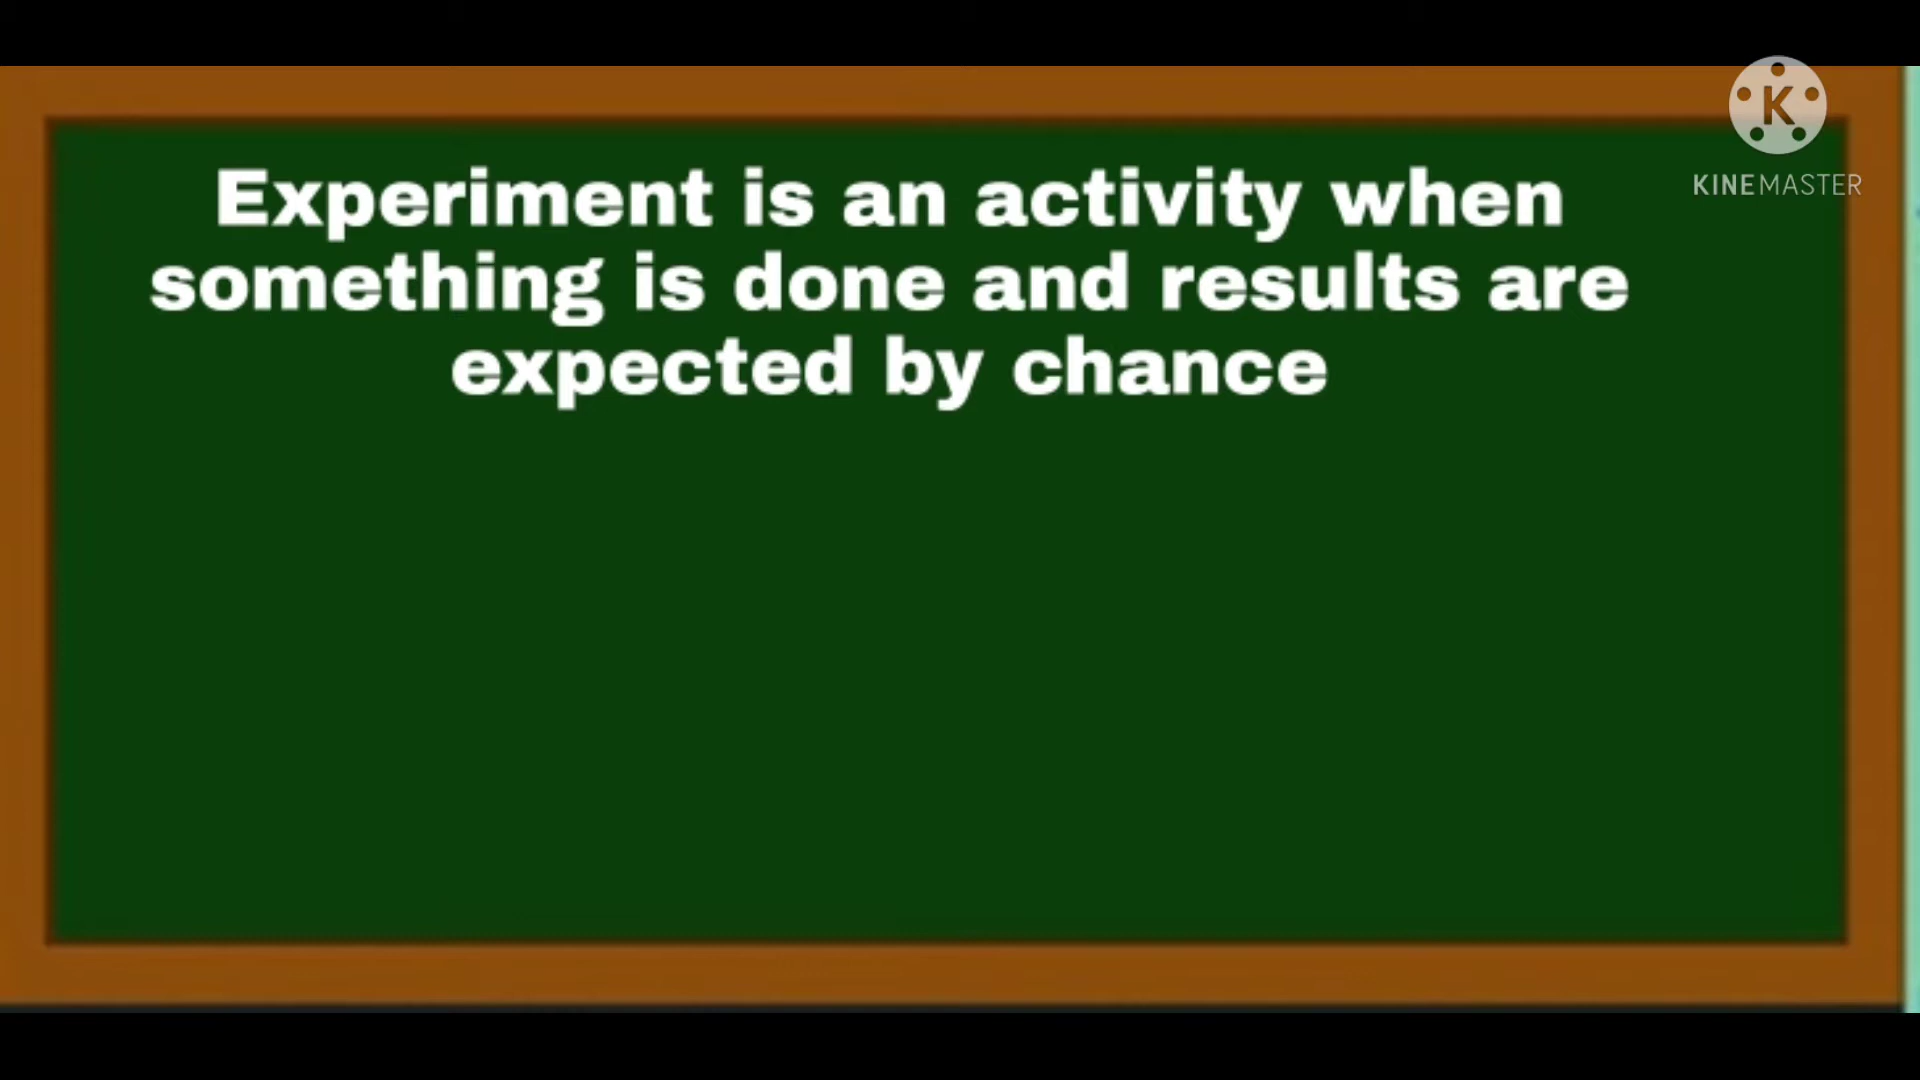 Experiment is an activity when
something is done and results are
expected by chance
K
KINEMASTER